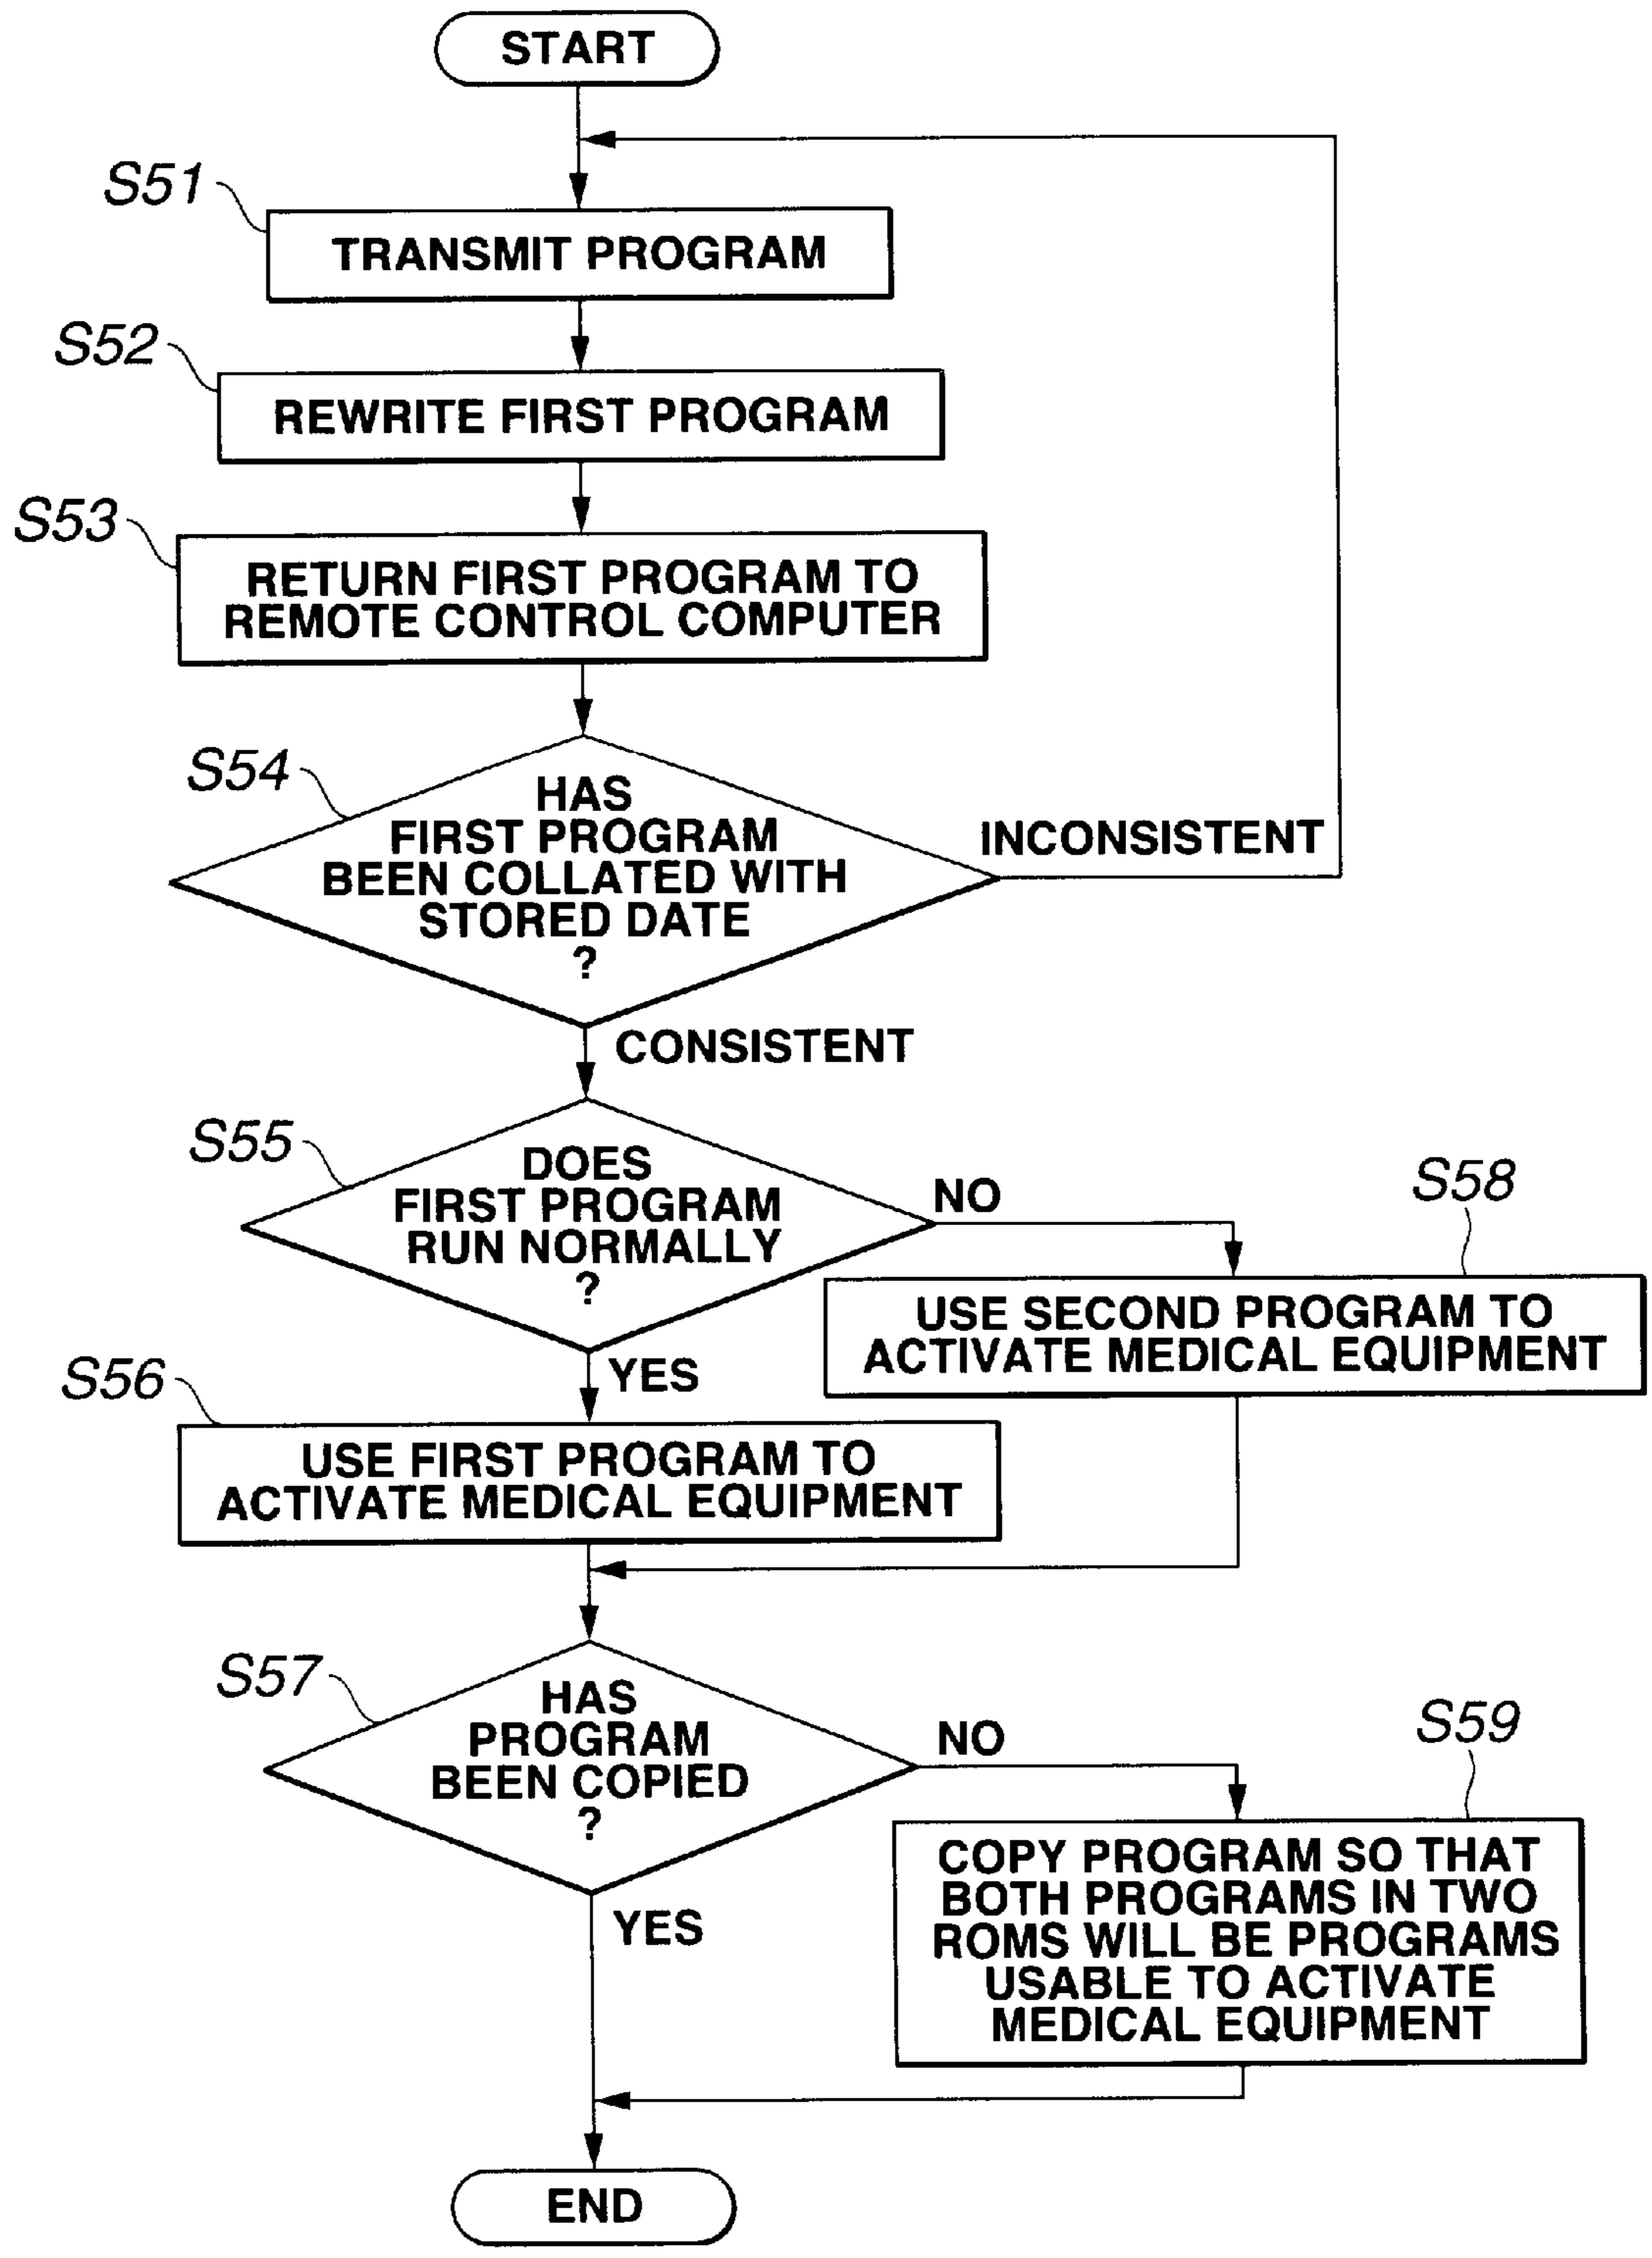 START
S51
TRANSMIT PROGRAM
S52
REWRITE FIRST PROGRAM
S53
RETURN FIRST PROGRAM TO
REMOTE CONTROL COMPUTER
S54
HAS
FIRST PROGRAM
BEEN COLLATED WITH
STORED DATE
?
INCONSISTENT
CONSISTENT
S55
DOES
FIRST PROGRAM
RUN NORMALLY
?
NO
S58
USE SECOND PROGRAM TO
ACTIVATE MEDICAL EQUIPMENT
YES
S56
USE FIRST PROGRAM TO
ACTIVATE MEDICAL EQUIPMENT
S57
HAS
PROGRAM
BEEN COPIED
?
NO
S59
COPY PROGRAM SO THAT
BOTH PROGRAMS IN TWO
ROMS WILL BE PROGRAMS
USABLE TO ACTIVATE
MEDICAL EQUIPMENT
YES
END